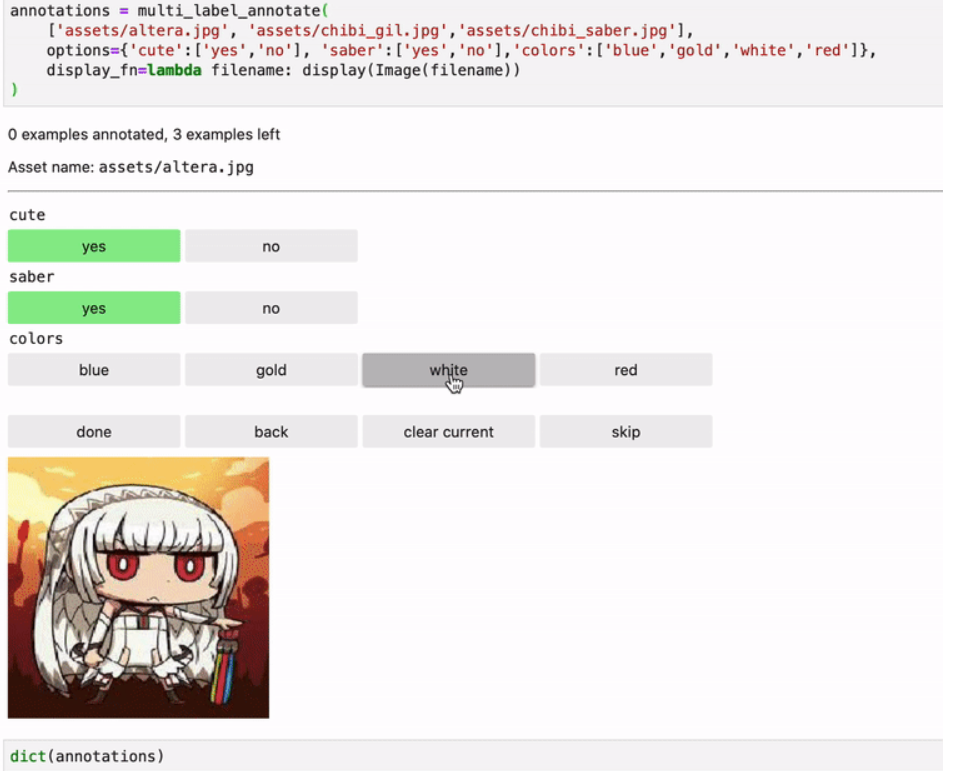 annotations = multi_label_annotate(
    ['assets/altera.jpg', 'assets/chibi_gil.jpg','assets/chibi_saber.jpg'],
    options={'cute':['yes','no'], 'saber':['yes','no'],'colors':['blue','gold','white','red']},
    display_fn=lambda filename: display(Image(filename))
)
0 examples annotated, 3 examples left
Asset name: assets/altera.jpg
cute
yes no
saber
yes no
colors
blue gold white red
done back clear current skip
dict(annotations)